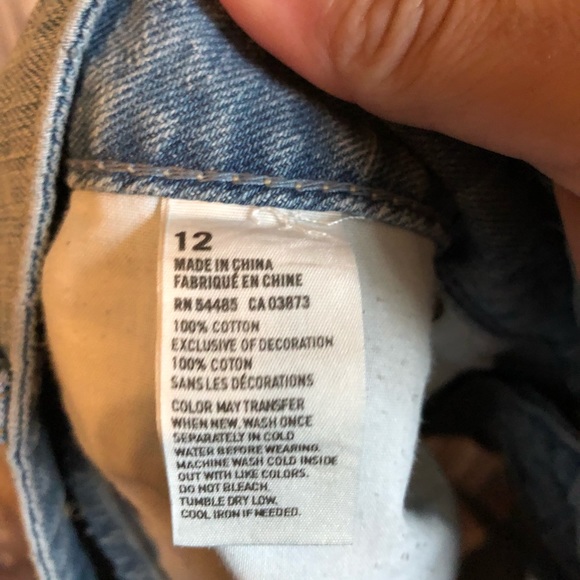 12
MADE IN CHINA
FABRIQUÉ EN CHINE
RN 54485 CA 03873
100% COTTON
EXCLUSIVE OF DECORATION
100% COTON
SANS LES DÉCORATIONS
COLOR MAY TRANSFER
WHEN NEW, WASH ONCE
SEPARATELY IN COLD
WATER BEFORE WEARING.
MACHINE WASH COLD INSIDE
OUT WITH LIKE COLORS.
DO NOT BLEACH.
TUMBLE DRY LOW.
COOL IRON IF NEEDED.